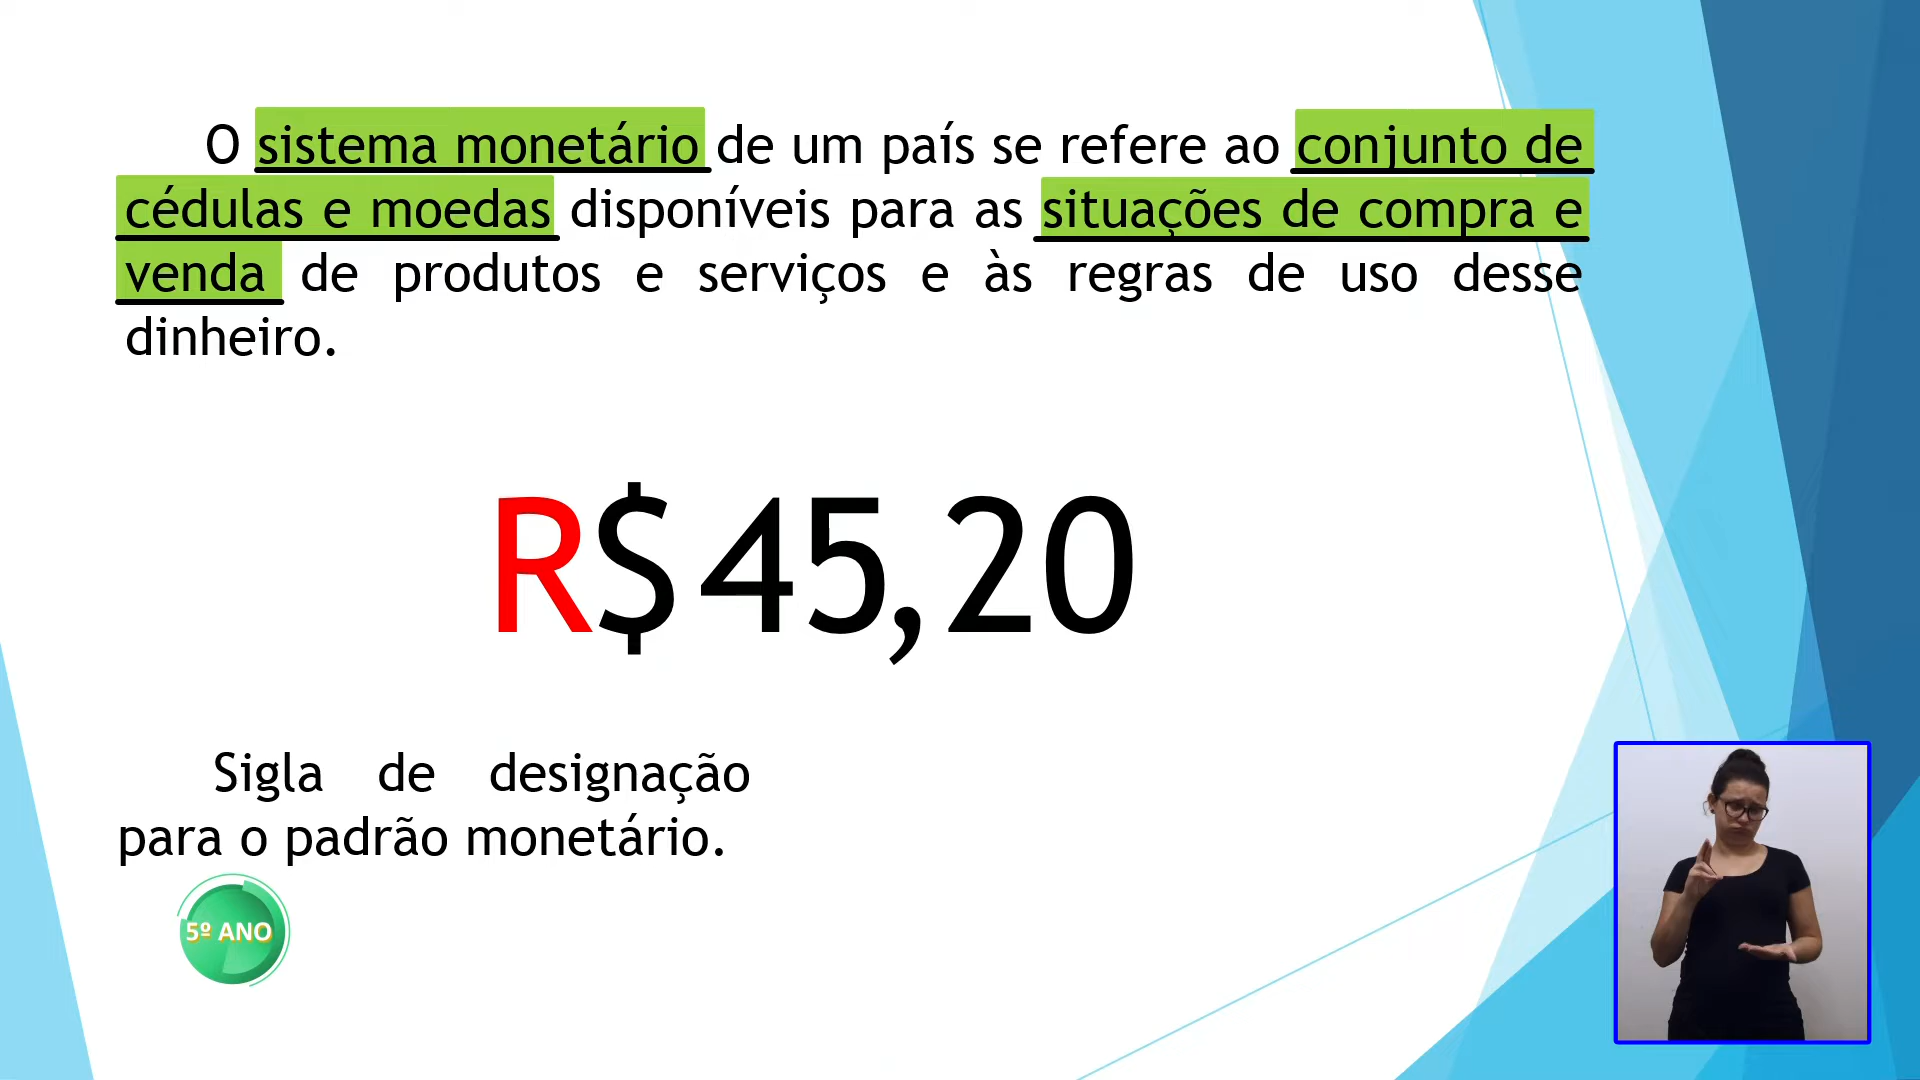 O sistema monetário de um país se refere ao conjunto de
cédulas e moedas disponíveis para as situações de compra e
venda de produtos e serviços e às regras de uso desse
dinheiro.
R$45,20
Sigla de designação
para o padrão monetário.
5º ANO